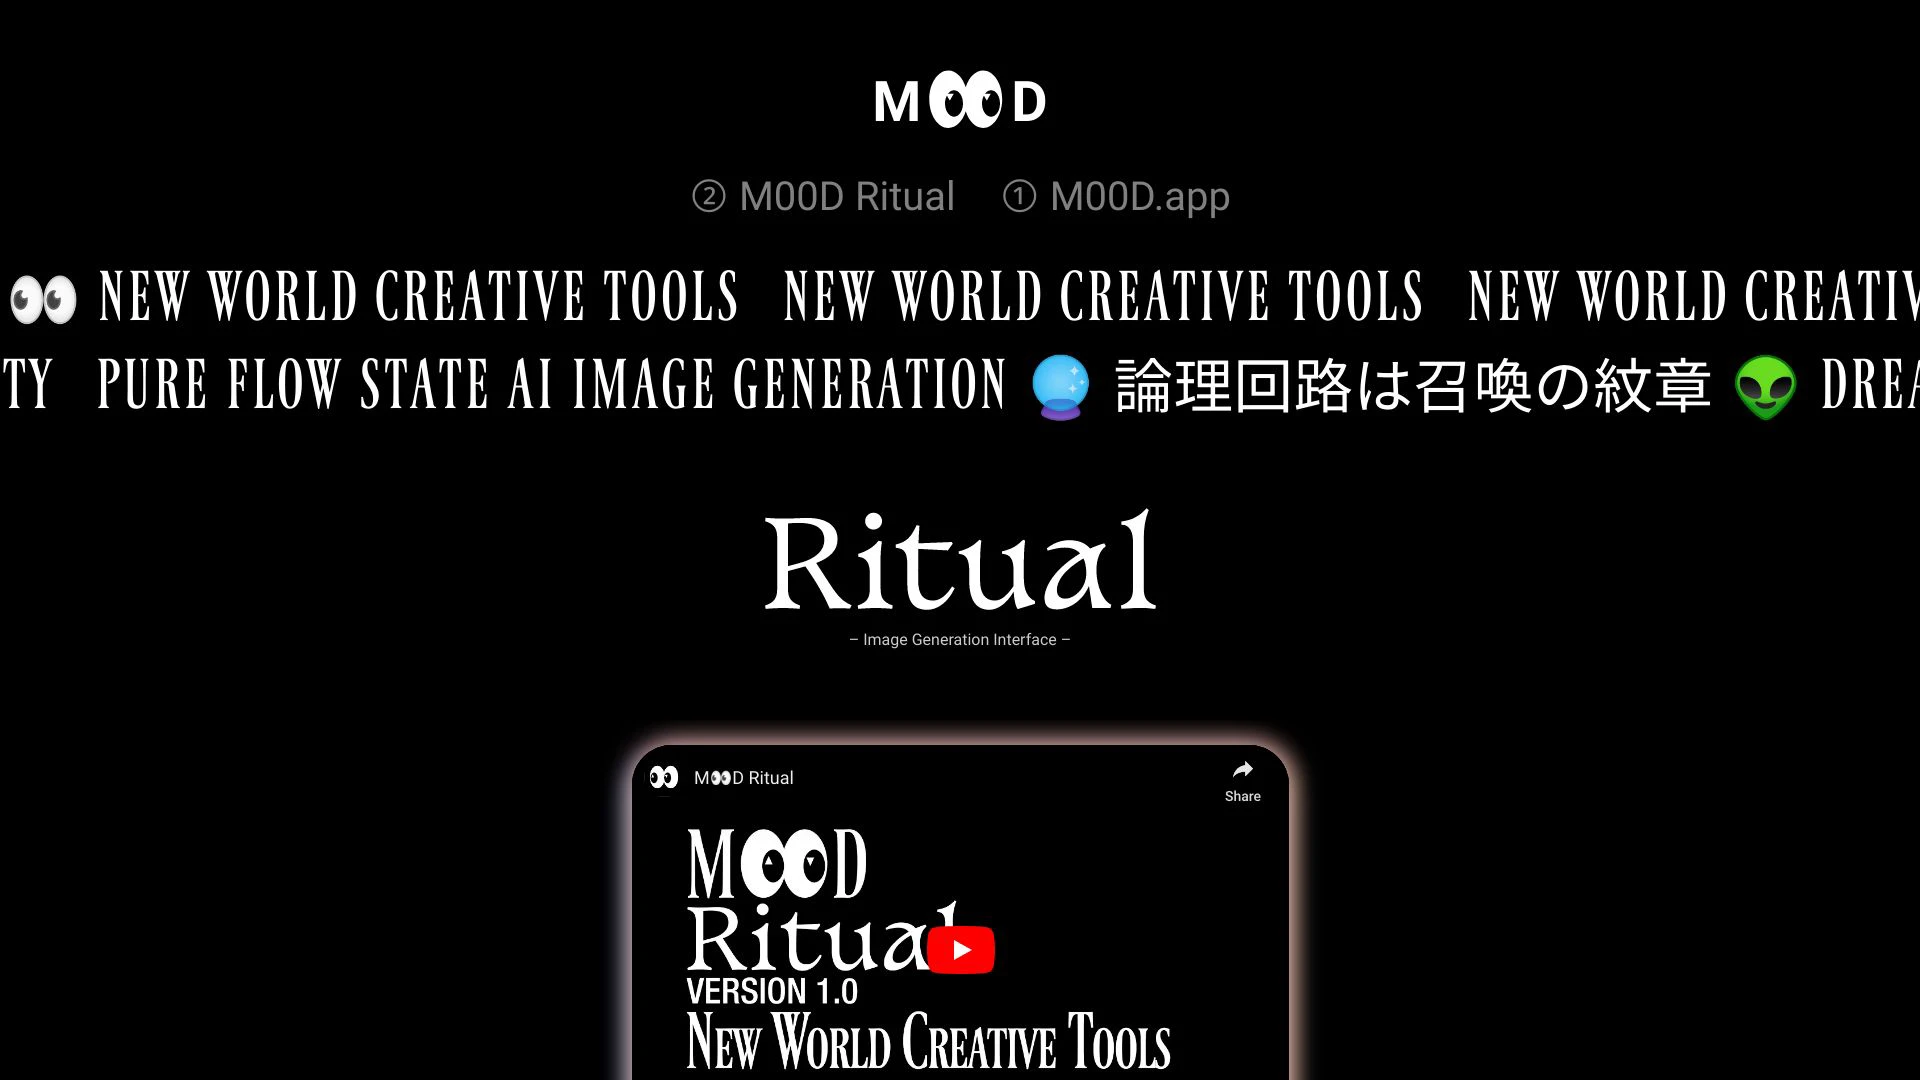 M👀D
② M00D Ritual ① M00D.app
👀 NEW WORLD CREATIVE TOOLS NEW WORLD CREATIVE TOOLS NEW WORLD CREATIV
TY PURE FLOW STATE AI IMAGE GENERATION 🔮 論理回路は召喚の紋章 👽 DREA
Ritual
– Image Generation Interface –
M👀D Ritual
Share
M👀D
Ritual
VERSION 1.0
NEW WORLD CREATIVE TOOLS